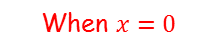 When x = 0